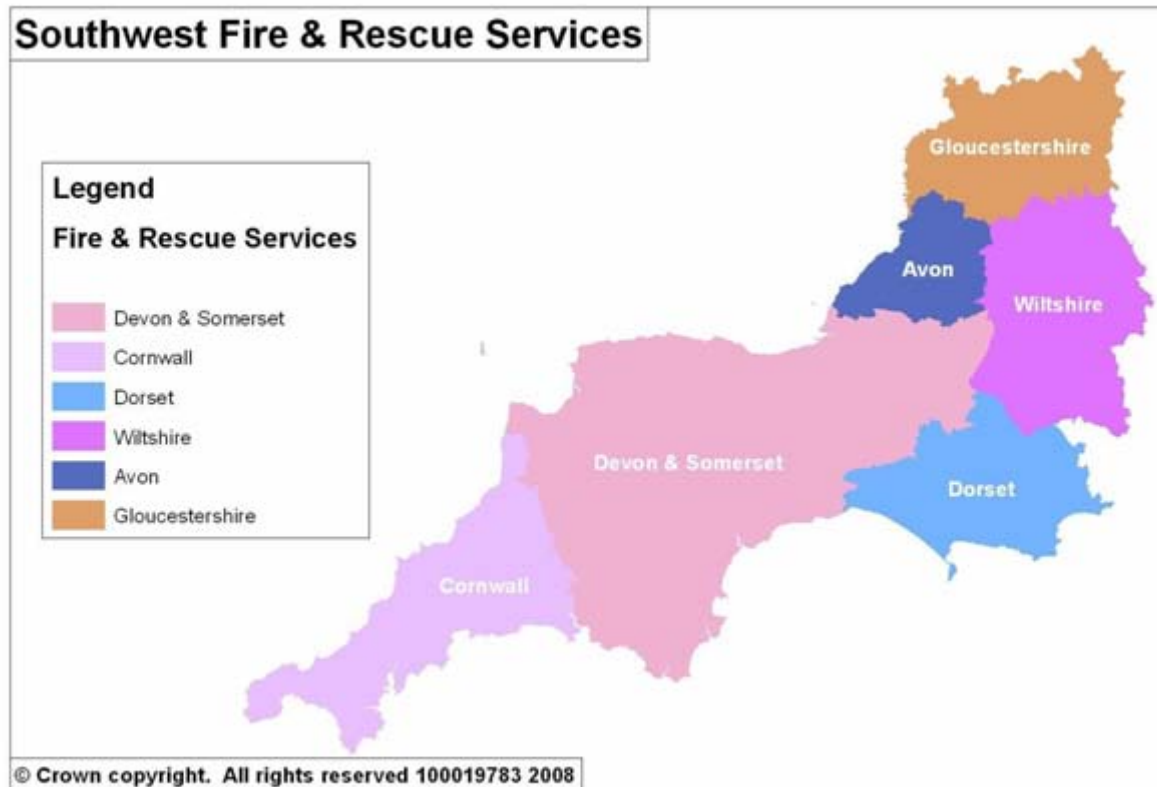 Southwest Fire & Rescue Services
Legend
Fire & Rescue Services
Devon & Somerset
Cornwall
Dorset
Wiltshire
Avon
Gloucestershire
Gloucestershire
Avon
Wiltshire
Devon & Somerset
Dorset
Cornwall
© Crown copyright. All rights reserved 100019783 2008